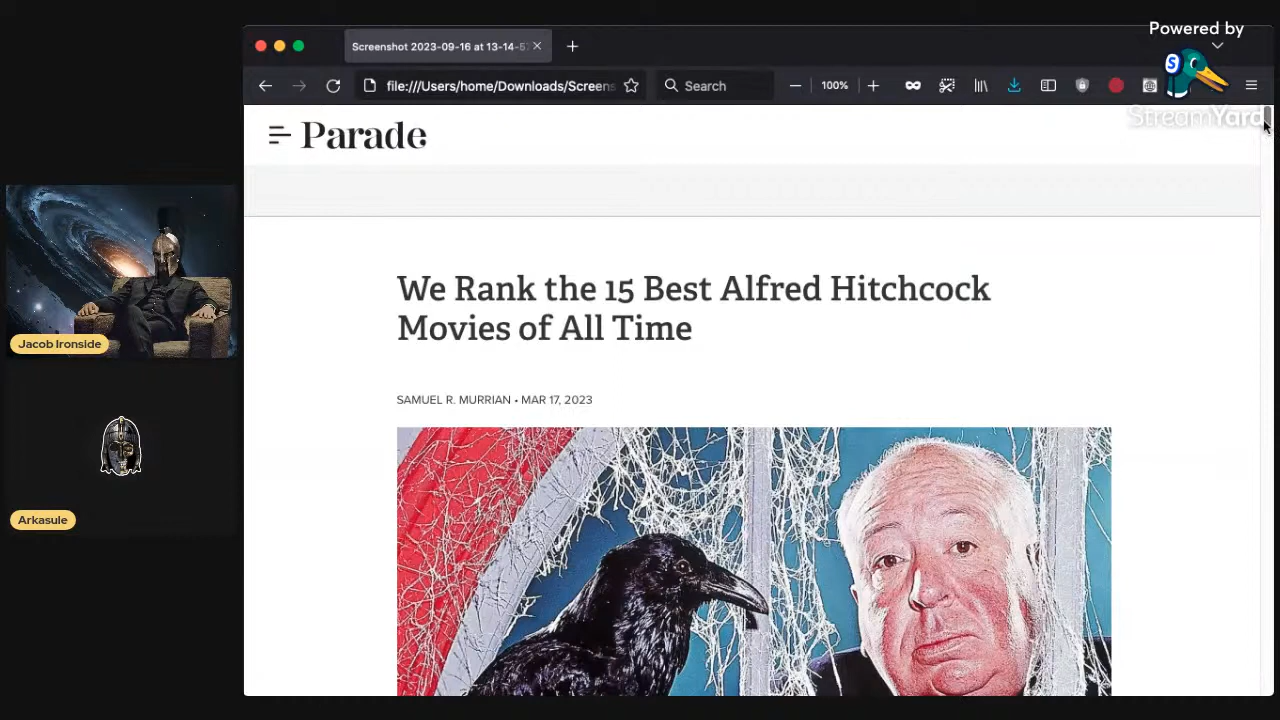 Powered by
StreamYard
Screenshot 2023-09-16 at 13-14-5
file:///Users/home/Downloads/Screens
Search
100%
Parade
We Rank the 15 Best Alfred Hitchcock
Movies of All Time
SAMUEL R. MURRIAN • MAR 17, 2023
Jacob Ironside
Arkasule